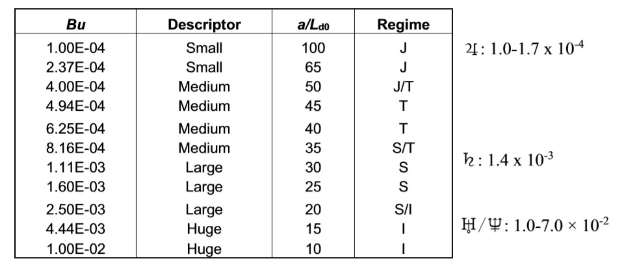 Bu Descriptor a/Ld0 Regime
1.00E-04 Small 100 J
2.37E-04 Small 65 J
4.00E-04 Medium 50 J/T
4.94E-04 Medium 45 T
6.25E-04 Medium 40 T
8.16E-04 Medium 35 S/T
1.11E-03 Large 30 S
1.60E-03 Large 25 S
2.50E-03 Large 20 S/I
4.44E-03 Huge 15 I
1.00E-02 Huge 10 I
♃: 1.0-1.7 x 10⁻⁴
♄: 1.4 x 10⁻³
♅/♆: 1.0-7.0 × 10⁻²